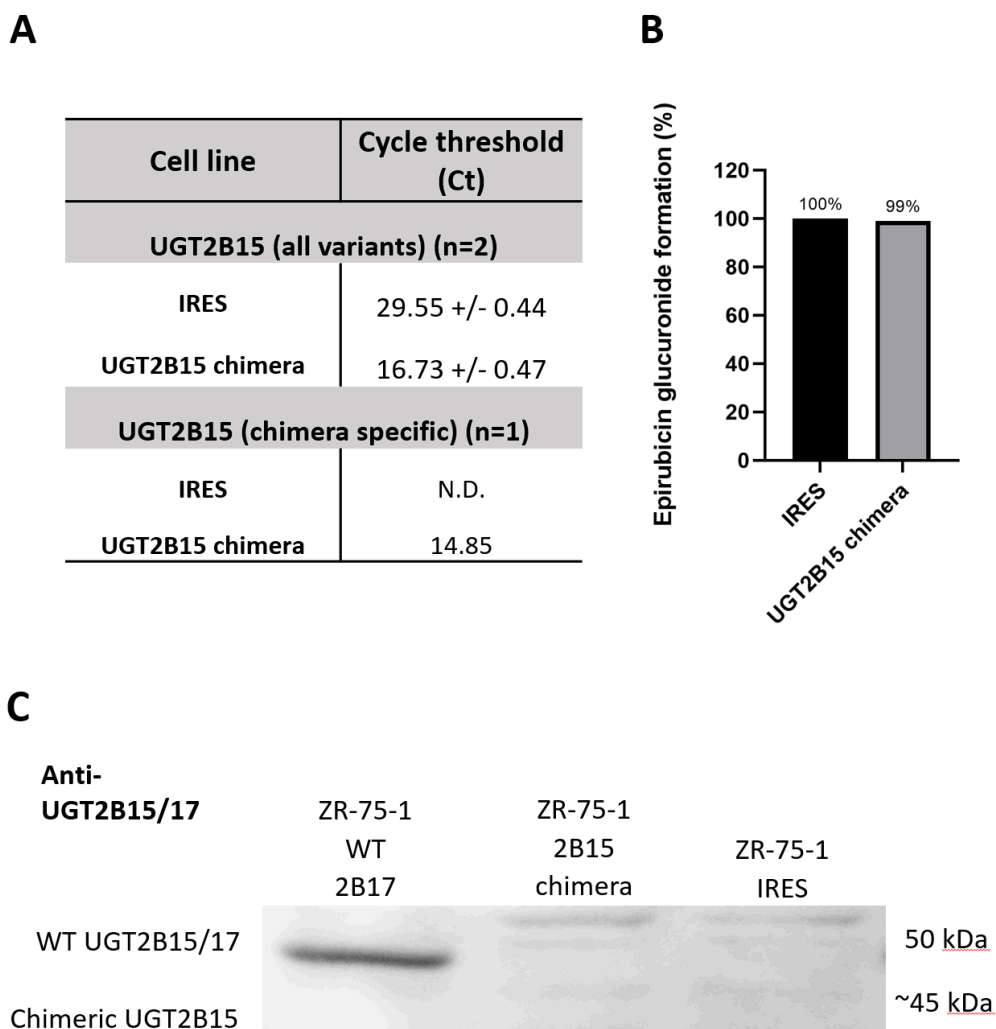 A
Cell line
Cycle threshold
(Ct)
UGT2B15 (all variants) (n=2)
IRES
29.55 +/- 0.44
UGT2B15 chimera
16.73 +/- 0.47
UGT2B15 (chimera specific) (n=1)
IRES
N.D.
UGT2B15 chimera
14.85
B
Epirubicin glucuronide formation (%)
120
100
80
60
40
20
0
100%
99%
IRES
UGT2B15 chimera
C
Anti-
UGT2B15/17
ZR-75-1
WT
2B17
ZR-75-1
2B15
chimera
ZR-75-1
IRES
WT UGT2B15/17
50 kDa
~45 kDa
Chimeric UGT2B15